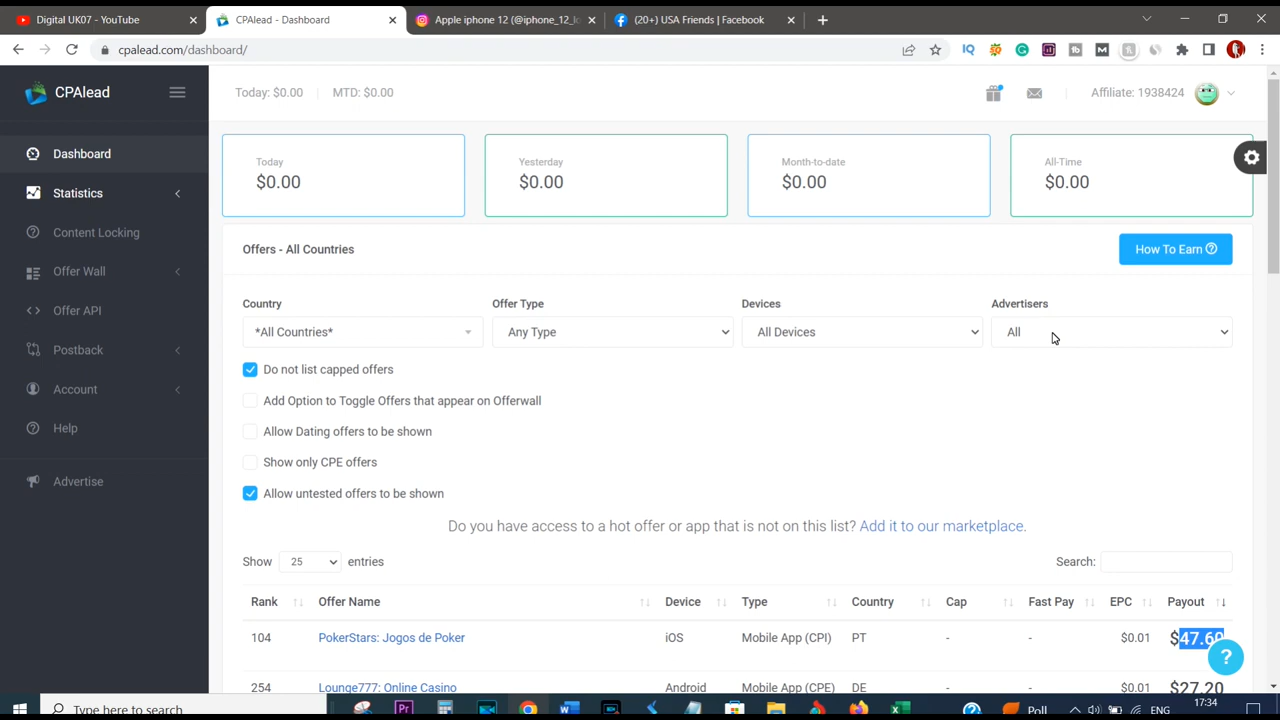 Digital UK07 - YouTube
CPAlead - Dashboard
Apple iphone 12 (@iphone_12_lo
(20+) USA Friends | Facebook
cpalead.com/dashboard/
CPAlead
Today: $0.00
MTD: $0.00
Affiliate: 1938424
Dashboard
Statistics
Content Locking
Offer Wall
Offer API
Postback
Account
Help
Advertise
Today
$0.00
Yesterday
$0.00
Month-to-date
$0.00
All-Time
$0.00
Offers - All Countries
How To Earn
Country
Offer Type
Devices
Advertisers
*All Countries*
Any Type
All Devices
All
Do not list capped offers
Add Option to Toggle Offers that appear on Offerwall
Allow Dating offers to be shown
Show only CPE offers
Allow untested offers to be shown
Do you have access to a hot offer or app that is not on this list? Add it to our marketplace.
Show 25 entries
Search:
Rank Offer Name Device Type Country Cap Fast Pay EPC Payout
104 PokerStars: Jogos de Poker iOS Mobile App (CPI) PT - - $0.01 $47.60
254 Lounge777: Online Casino Android Mobile App (CPE) DE - - $0.01 $27.20
Type here to search
Poll
ENG
17:34